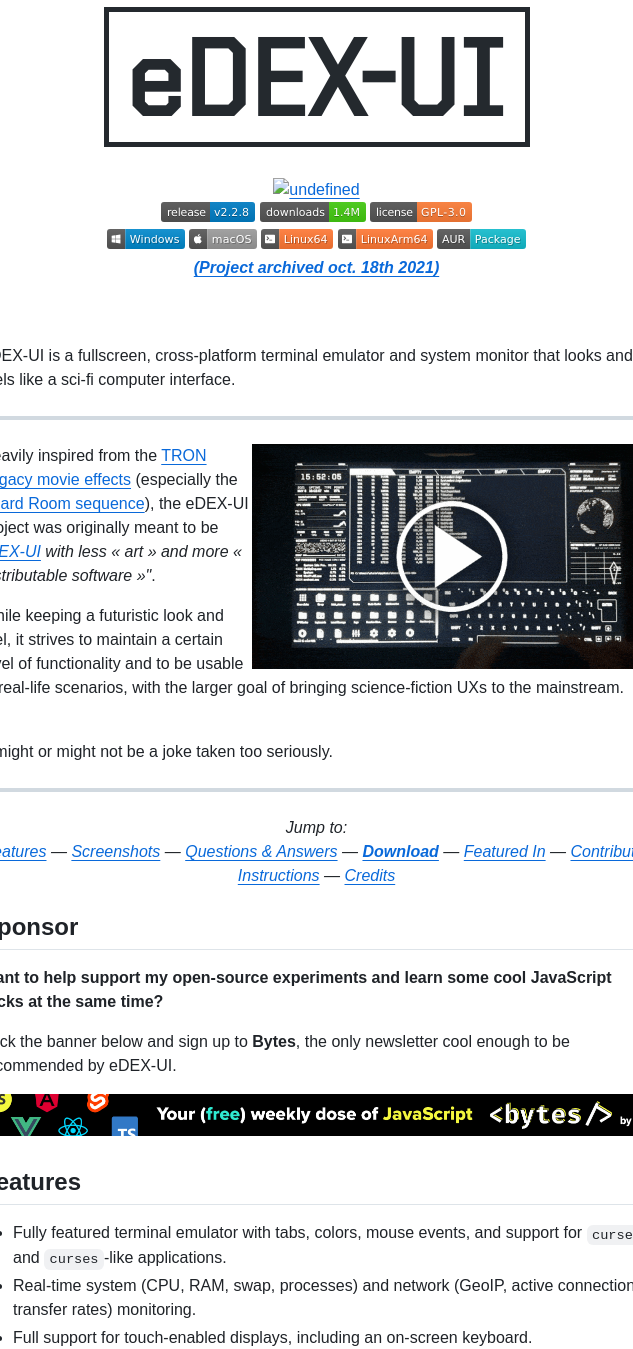 eDEX-UI
undefined
release v2.2.8 downloads 1.4M license GPL-3.0
Windows macOS Linux64 LinuxArm64 AUR Package
(Project archived oct. 18th 2021)
DEX-UI is a fullscreen, cross-platform terminal emulator and system monitor that looks and
els like a sci-fi computer interface.
eavily inspired from the TRON
gacy movie effects (especially the
ard Room sequence), the eDEX-UI
oject was originally meant to be
EX-UI with less « art » and more «
stributable software »".
15:52:05
EMPTY EMPTY EMPTY
hile keeping a futuristic look and
el, it strives to maintain a certain
vel of functionality and to be usable
real-life scenarios, with the larger goal of bringing science-fiction UXs to the mainstream.
might or might not be a joke taken too seriously.
Jump to:
eatures — Screenshots — Questions & Answers — Download — Featured In — Contribut
Instructions — Credits
ponsor
ant to help support my open-source experiments and learn some cool JavaScript
cks at the same time?
ick the banner below and sign up to Bytes, the only newsletter cool enough to be
commended by eDEX-UI.
S A S TS Your (free) weekly dose of JavaScript <bytes/> by
eatures
• Fully featured terminal emulator with tabs, colors, mouse events, and support for curse
and curses-like applications.
• Real-time system (CPU, RAM, swap, processes) and network (GeoIP, active connection
transfer rates) monitoring.
• Full support for touch-enabled displays, including an on-screen keyboard.